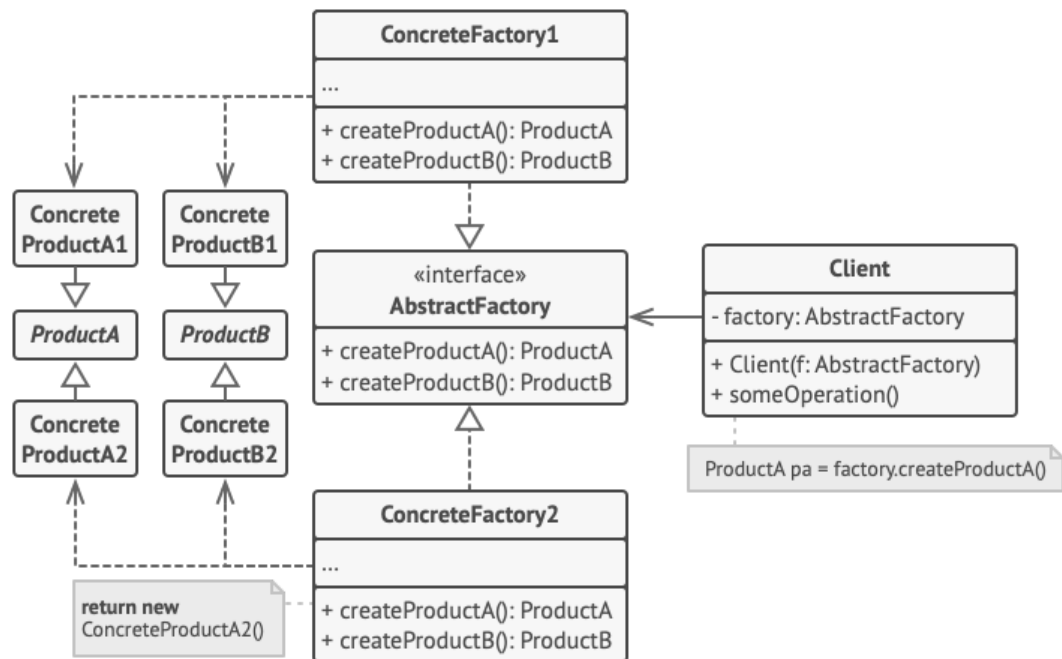 ConcreteFactory1
...
+ createProductA(): ProductA
+ createProductB(): ProductB
Concrete
ProductA1
Concrete
ProductB1
ProductA
ProductB
Concrete
ProductA2
Concrete
ProductB2
«interface»
AbstractFactory
+ createProductA(): ProductA
+ createProductB(): ProductB
Client
- factory: AbstractFactory
+ Client(f: AbstractFactory)
+ someOperation()
ProductA pa = factory.createProductA()
ConcreteFactory2
...
+ createProductA(): ProductA
+ createProductB(): ProductB
return new
ConcreteProductA2()